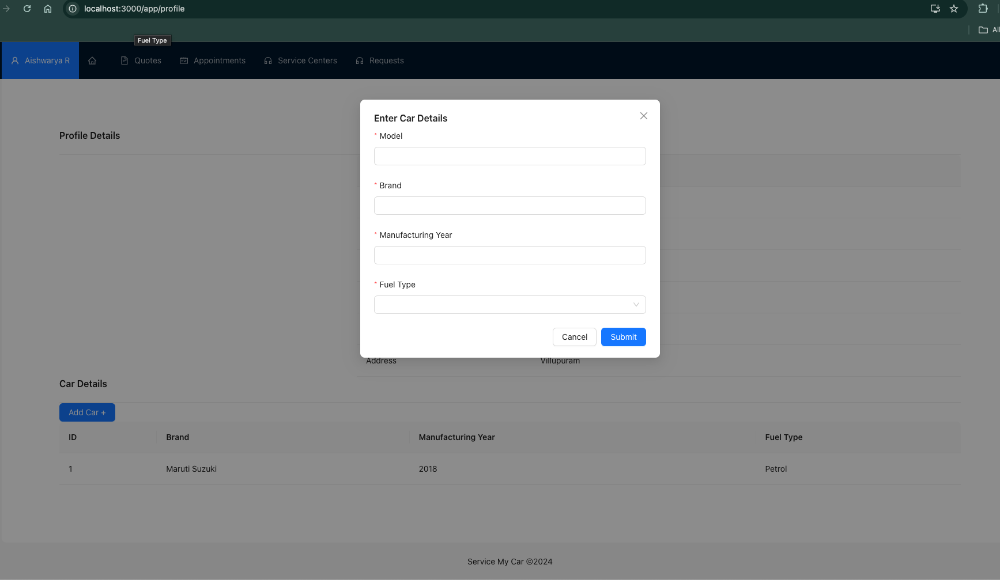 localhost:3000/app/profile
All
Fuel Type
Aishwarya R
Quotes
Appointments
Service Centers
Requests
Enter Car Details
* Model
* Brand
* Manufacturing Year
* Fuel Type
Cancel
Submit
Profile Details
Address
Villupuram
Car Details
Add Car +
ID
Brand
Manufacturing Year
Fuel Type
1
Maruti Suzuki
2018
Petrol
Service My Car ©2024